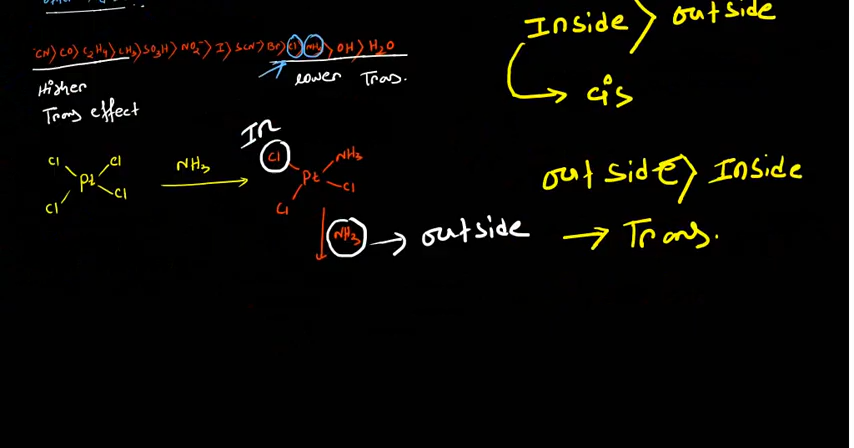 CN⟩ CO⟩ C₂H₄⟩ CH₃⟩ SO₃H⟩ NO₂⁻⟩ I⟩ SCN⟩ Br⟩ Cl⟩ NH₃⟩ OH⟩ H₂O
Higher
Trans effect
lower Trans.
Inside > outside
→ cis
outside > Inside
→ Trans.
Cl Cl
Pt
Cl Cl
NH₃
In
Cl NH₃
Pt
Cl Cl
NH₃ → outside